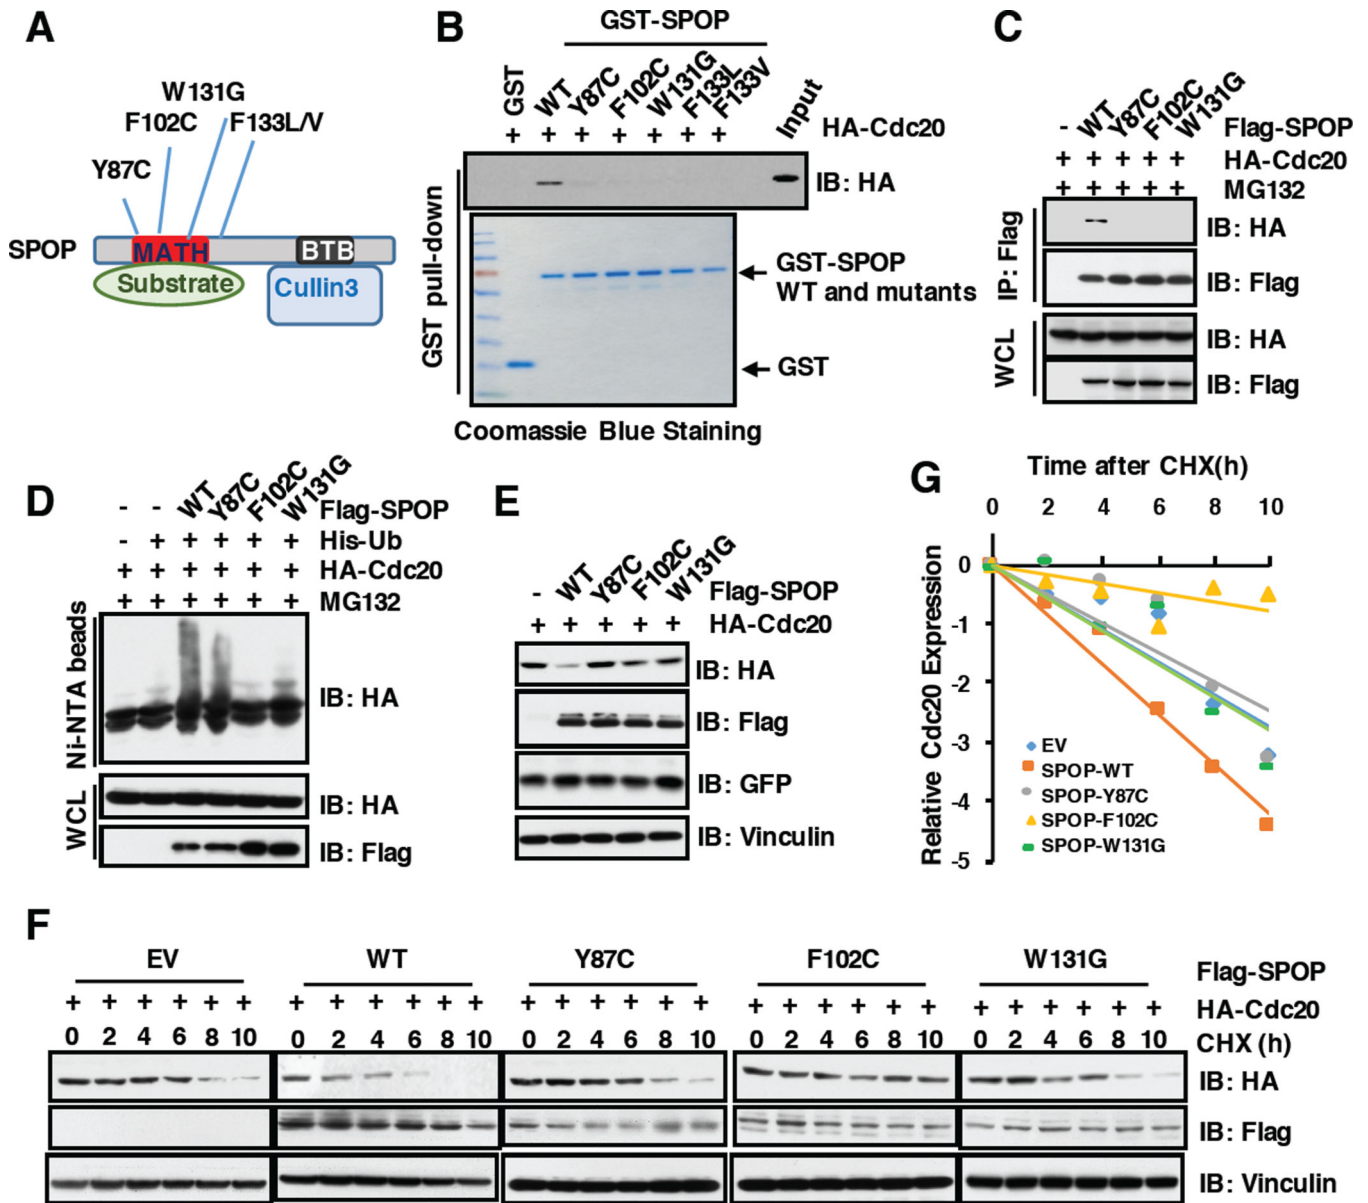 A
W131G
F102C
F133L/V
Y87C
SPOP
MATH
BTB
Substrate
Cullin3
B
GST-SPOP
GST
WT
Y87C
F102C
W131G
F133L
F133V
Input
+ + + + + + + HA-Cdc20
IB: HA
GST pull-down
GST-SPOP
WT and mutants
GST
Coomassie Blue Staining
C
- WT Y87C F102C W131G Flag-SPOP
+ + + + + HA-Cdc20
+ + + + + MG132
IP: Flag
IB: HA
IB: Flag
WCL
IB: HA
IB: Flag
D
- - WT Y87C F102C W131G Flag-SPOP
- + + + + + His-Ub
+ + + + + + HA-Cdc20
+ + + + + + MG132
Ni-NTA beads
IB: HA
WCL
IB: HA
IB: Flag
E
- WT Y87C F102C W131G Flag-SPOP
+ + + + + HA-Cdc20
IB: HA
IB: Flag
IB: GFP
IB: Vinculin
G
Time after CHX(h)
0 2 4 6 8 10
Relative Cdc20 Expression
0
-1
-2
-3
-4
-5
EV
SPOP-WT
SPOP-Y87C
SPOP-F102C
SPOP-W131G
F
EV WT Y87C F102C W131G Flag-SPOP
+ + + + + + + + + + + + + + + + + + + + + + + + + + + + + + HA-Cdc20
0 2 4 6 8 10 0 2 4 6 8 10 0 2 4 6 8 10 0 2 4 6 8 10 0 2 4 6 8 10 CHX (h)
IB: HA
IB: Flag
IB: Vinculin